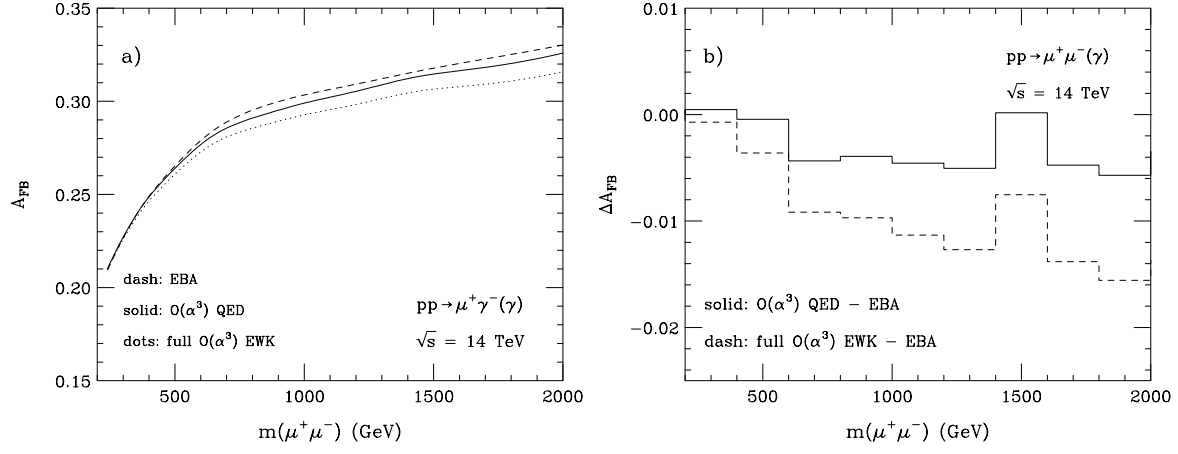 0.35
0.30
0.25
0.20
0.15
A_FB
a)
dash: EBA
solid: O(α³) QED
dots: full O(α³) EWK
pp→μ⁺γ⁻(γ)
√s = 14 TeV
500
1000
1500
2000
m(μ⁺μ⁻) (GeV)
0.01
0.00
−0.01
−0.02
ΔA_FB
b)
pp→μ⁺μ⁻(γ)
√s = 14 TeV
solid: O(α³) QED − EBA
dash: full O(α³) EWK − EBA
500
1000
1500
2000
m(μ⁺μ⁻) (GeV)